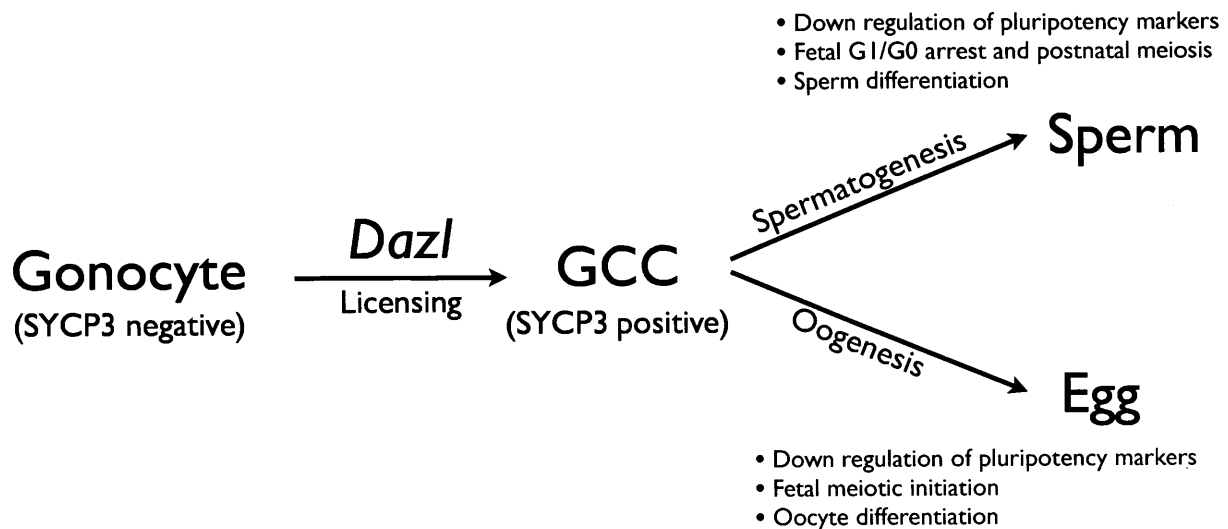 • Down regulation of pluripotency markers
• Fetal G1/G0 arrest and postnatal meiosis
• Sperm differentiation
Sperm
Spermatogenesis
Dazl
Gonocyte
GCC
Licensing
(SYCP3 negative)
(SYCP3 positive)
Oogenesis
Egg
• Down regulation of pluripotency markers
• Fetal meiotic initiation
• Oocyte differentiation